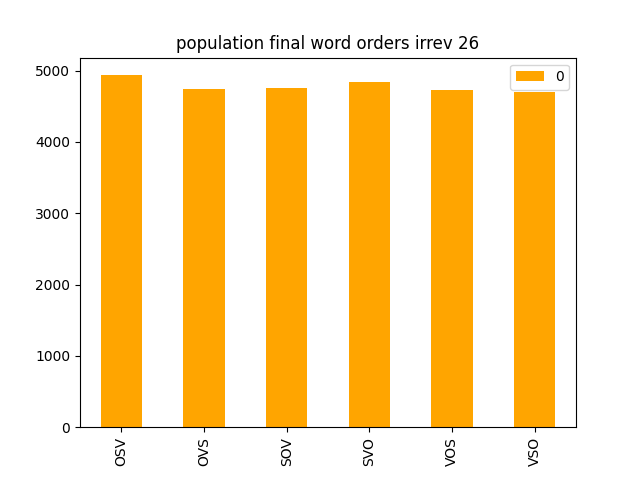 population final word orders irrev 26
0
5000
4000
3000
2000
1000
0
OSV
OVS
SOV
SVO
VOS
VSO